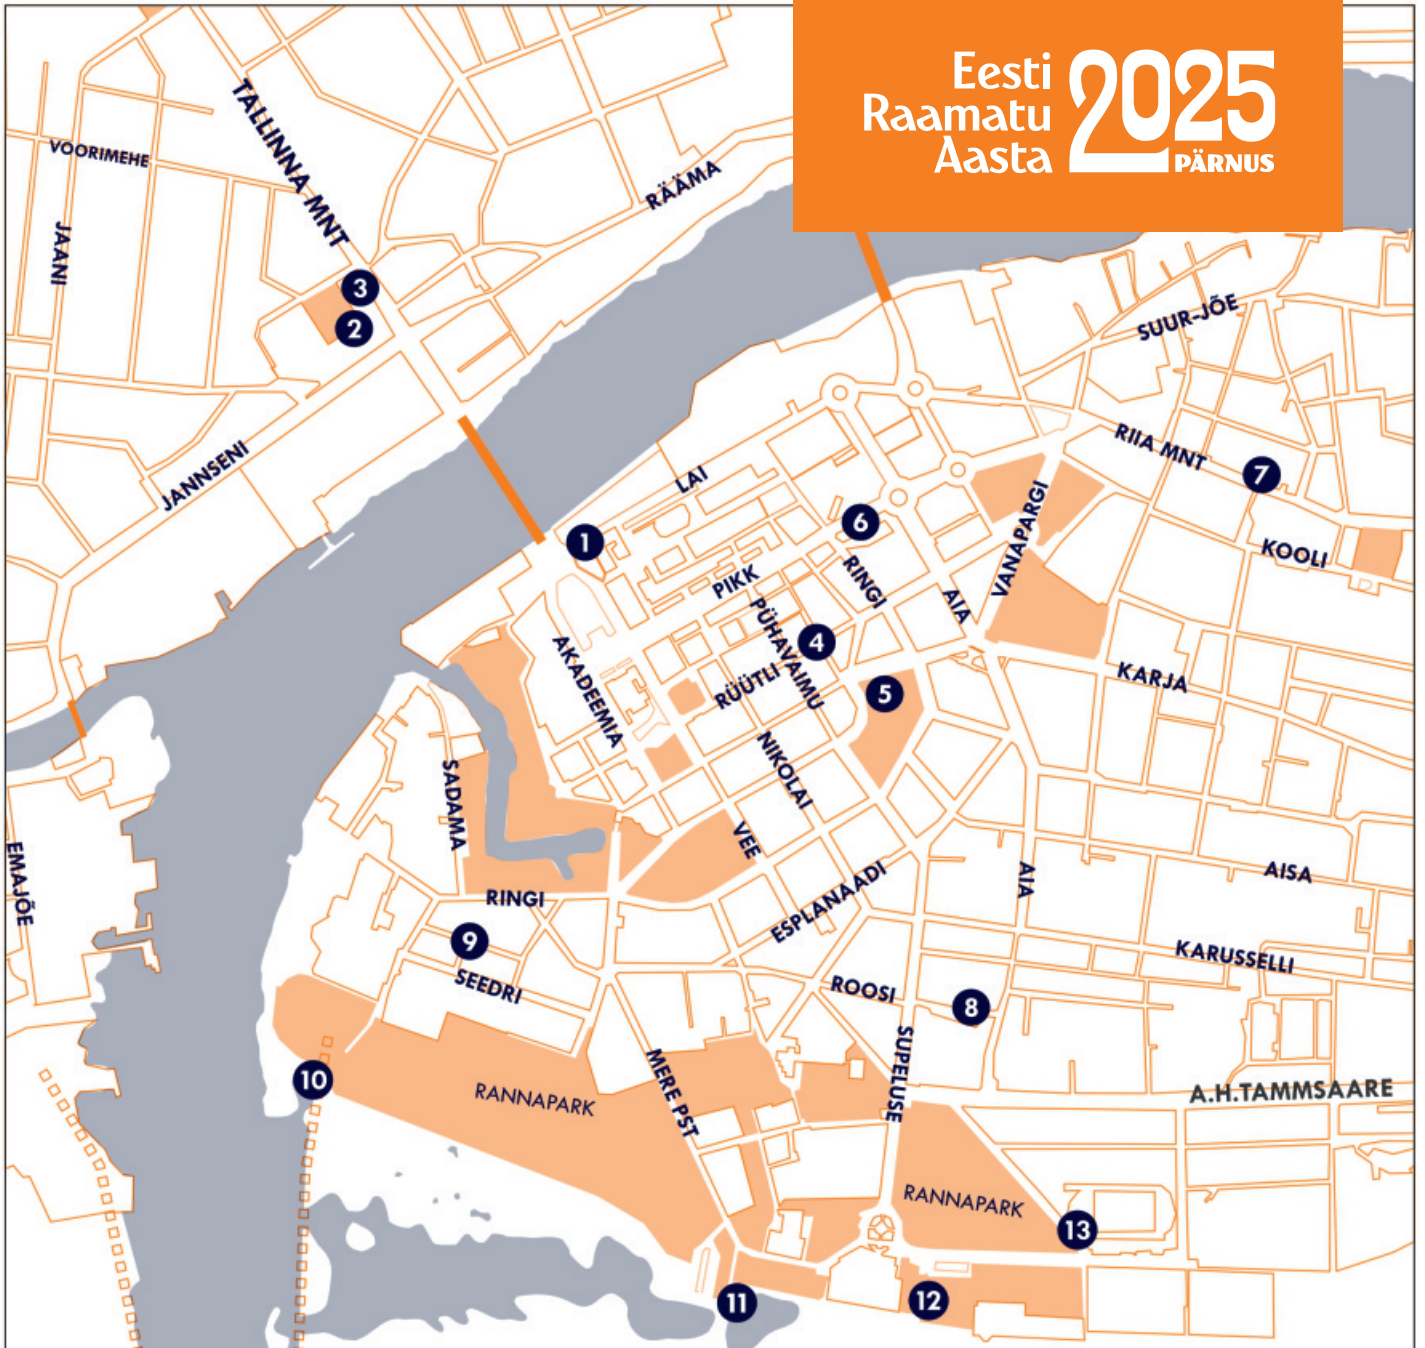 Eesti
Raamatu
Aasta
2025
PÄRNUS
TALLINNA MNT
VOORIMEHE
JAANI
RÄÄMA
3
2
SUUR-JÕE
JANNSENI
RIIA MNT
7
LAI
VANAPARGI
6
1
KOOLI
PIKK
RINGI
AIA
PÜHAVAIMU
4
AKADEEMIA
RÜÜTLI
5
KARJA
NIKOLAI
SADAMA
VEE
EMAJÕE
AIA
AISA
RINGI
ESPLANAADI
9
KARUSSELLI
SEEDRI
ROOSI
8
SUPELUSE
MERE PST
10
RANNAPARK
A.H.TAMMSAARE
RANNAPARK
13
11
12